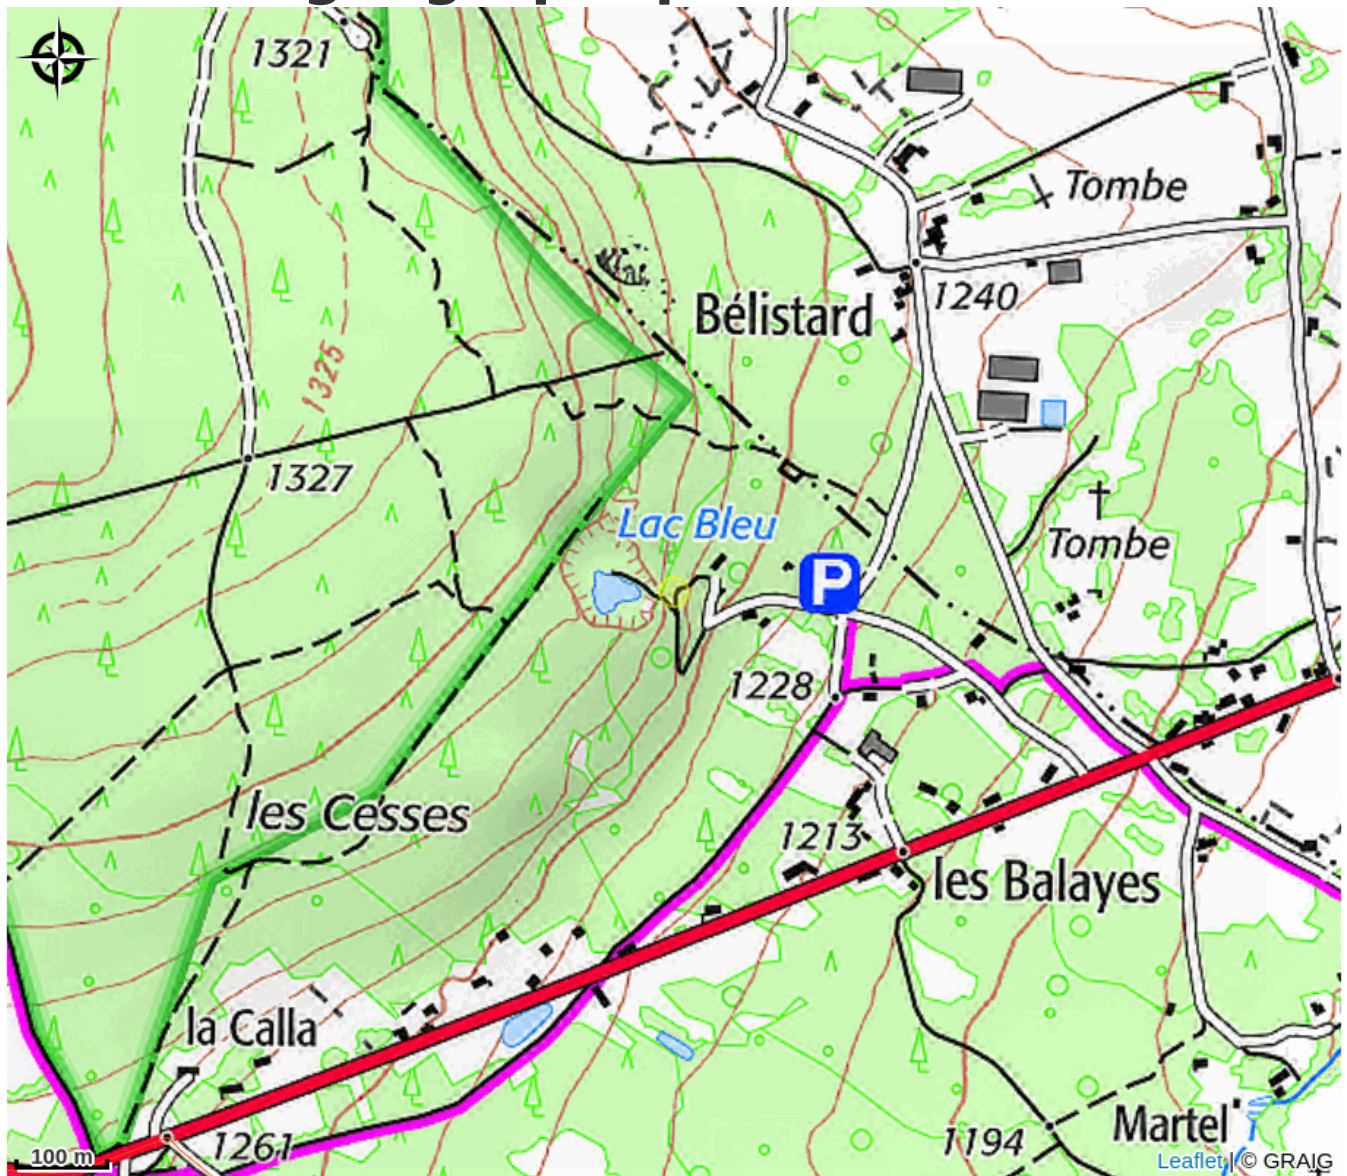 1321
Tombe
1240
Bélistard
1325
1327
Lac Bleu
Tombe
P
1228
les Cesses
1213
les Balayes
la Calla
1261
Martel
1194
100 m
Leaflet | © GRAIG